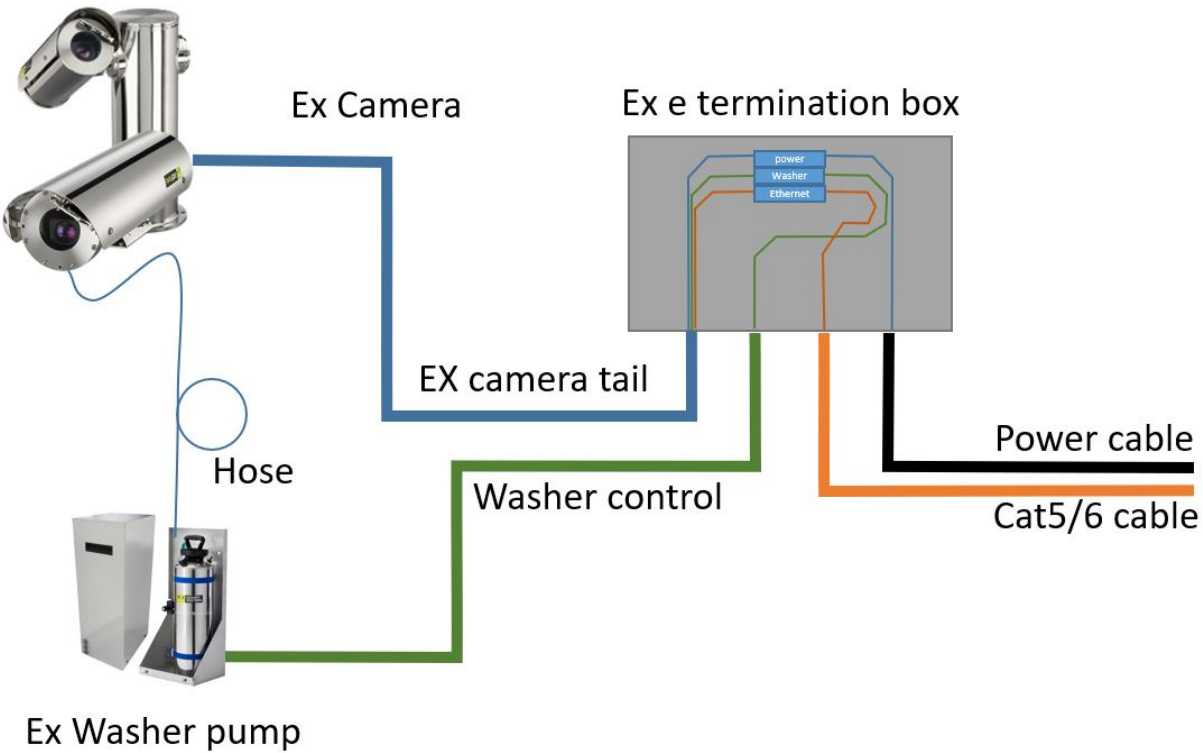 Ex Camera
Ex e termination box
power
Washer
Ethernet
EX camera tail
Hose
Washer control
Power cable
Cat5/6 cable
Ex Washer pump